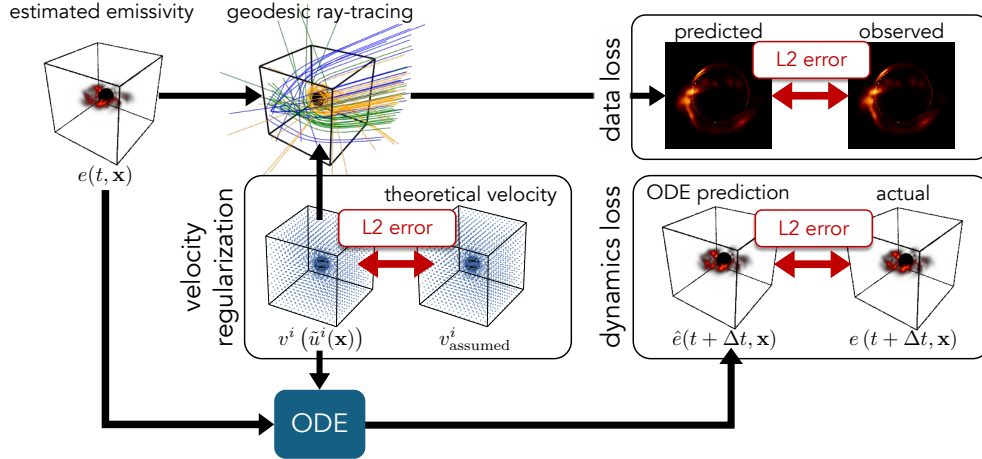 estimated emissivity
geodesic ray-tracing
e(t, x)
data loss
predicted
observed
L2 error
velocity
regularization
theoretical velocity
L2 error
v^i (ũ^i(x))
v^i_assumed
dynamics loss
ODE prediction
actual
L2 error
ê(t + Δt, x)
e (t + Δt, x)
ODE